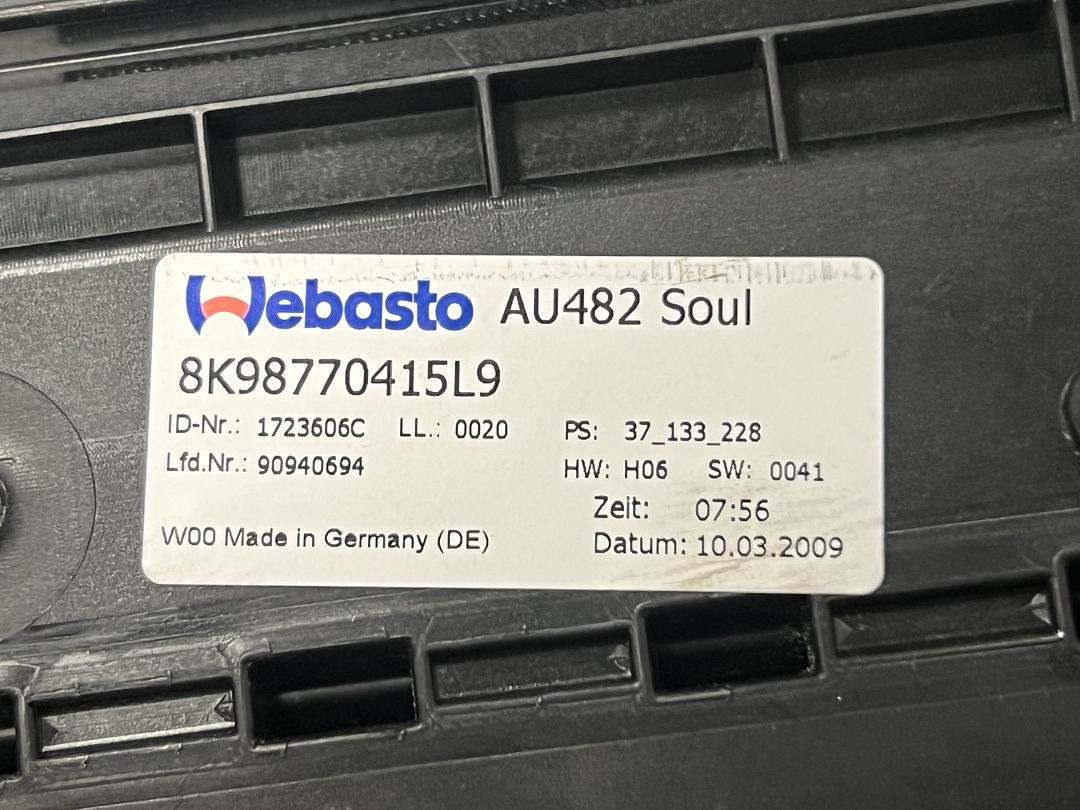 Webasto AU482 Soul
8K98770415L9
ID-Nr.: 1723606C LL.: 0020 PS: 37_133_228
Lfd.Nr.: 90940694 HW: H06 SW: 0041
Zeit: 07:56
W00 Made in Germany (DE) Datum: 10.03.2009